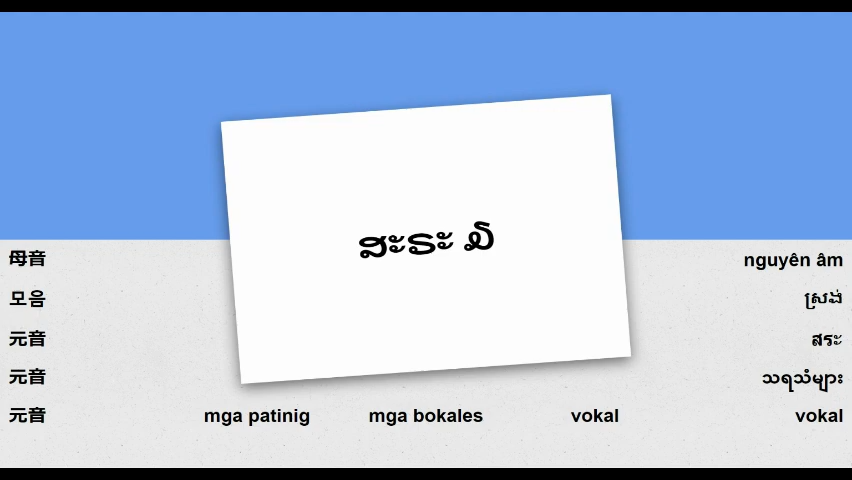 ສະຣະ
母音 nguyên âm
모음 ស្រង់
元音 สระ
元音 သရသံများ
元音 mga patinig mga bokales vokal vokal